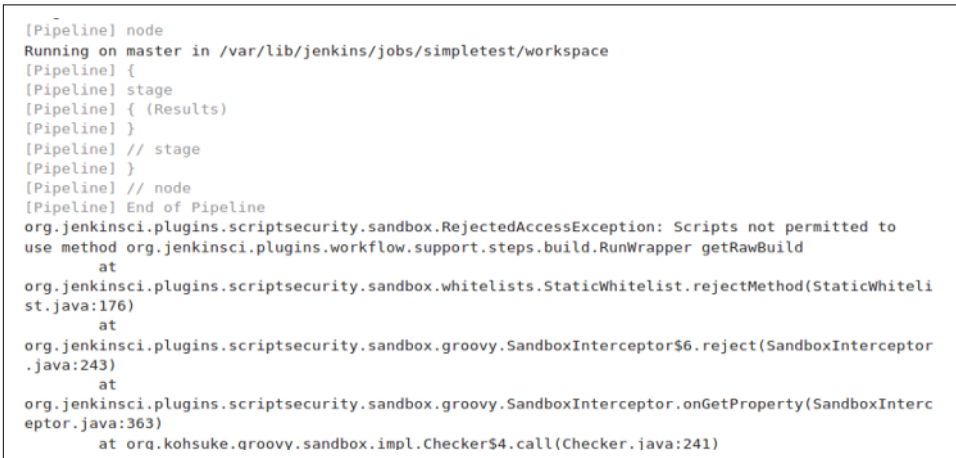 [Pipeline] node
Running on master in /var/lib/jenkins/jobs/simpletest/workspace
[Pipeline] {
[Pipeline] stage
[Pipeline] { (Results)
[Pipeline] }
[Pipeline] // stage
[Pipeline] }
[Pipeline] // node
[Pipeline] End of Pipeline
org.jenkinsci.plugins.scriptsecurity.sandbox.RejectedAccessException: Scripts not permitted to
use method org.jenkinsci.plugins.workflow.support.steps.build.RunWrapper getRawBuild
at
org.jenkinsci.plugins.scriptsecurity.sandbox.whitelists.StaticWhitelist.rejectMethod(StaticWhiteli
st.java:176)
at
org.jenkinsci.plugins.scriptsecurity.sandbox.groovy.SandboxInterceptor$6.reject(SandboxInterceptor
.java:243)
at
org.jenkinsci.plugins.scriptsecurity.sandbox.groovy.SandboxInterceptor.onGetProperty(SandboxInterc
eptor.java:363)
at org.kohsuke.groovy.sandbox.impl.Checker$4.call(Checker.java:241)